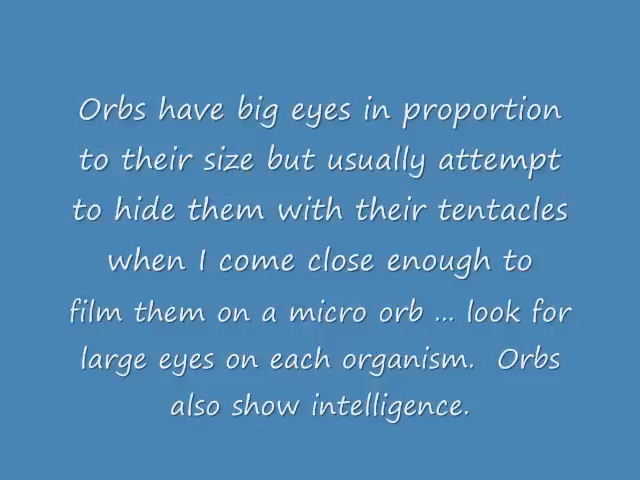 Orbs have big eyes in proportion
to their size but usually attempt
to hide them with their tentacles
when I come close enough to
film them on a micro orb ... look for
large eyes on each organism.  Orbs
also show intelligence.